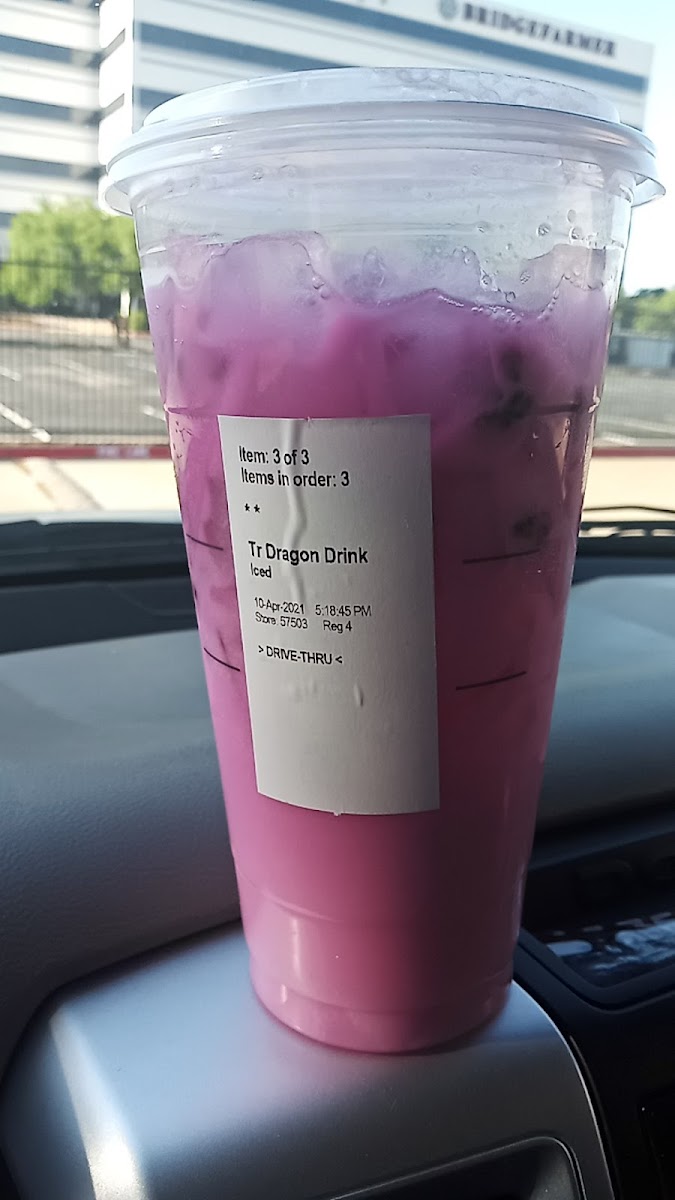 BRIDGEFARMER
Item: 3 of 3
Items in order: 3
* *
Tr Dragon Drink
Iced
10-Apr-2021 5:18:45 PM
Store: 57503 Reg 4
> DRIVE-THRU <